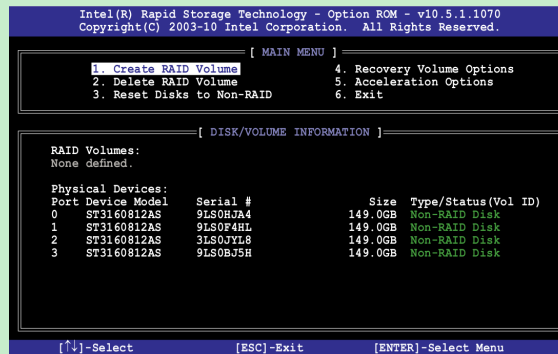 Intel(R) Rapid Storage Technology - Option ROM - v10.5.1.1070
Copyright(C) 2003-10 Intel Corporation. All Rights Reserved.
[ MAIN MENU ]
1. Create RAID Volume 4. Recovery Volume Options
2. Delete RAID Volume 5. Acceleration Options
3. Reset Disks to Non-RAID 6. Exit
[ DISK/VOLUME INFORMATION ]
RAID Volumes:
None defined.
Physical Devices:
Port Device Model Serial # Size Type/Status(Vol ID)
0 ST3160812AS 9LS0HJA4 149.0GB Non-RAID Disk
1 ST3160812AS 9LS0F4HL 149.0GB Non-RAID Disk
2 ST3160812AS 3LS0JYL8 149.0GB Non-RAID Disk
3 ST3160812AS 9LS0BJ5H 149.0GB Non-RAID Disk
[↑↓]-Select [ESC]-Exit [ENTER]-Select Menu